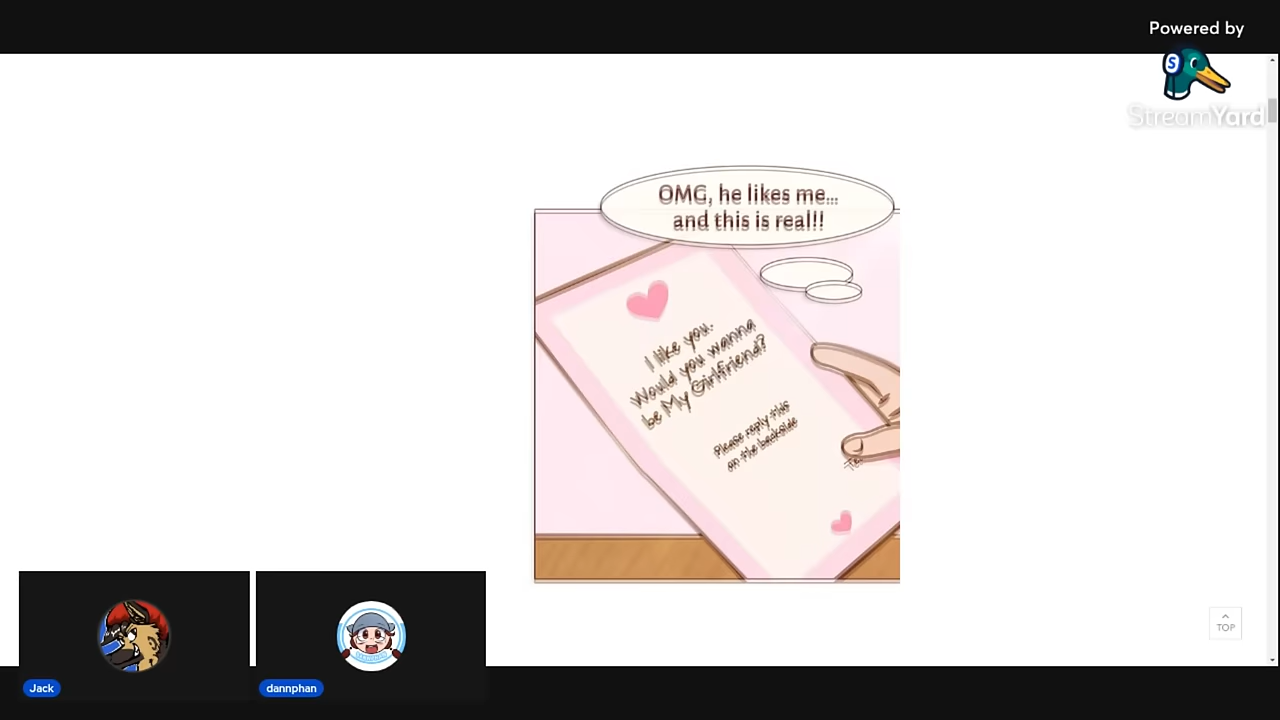 Powered by
StreamYard
OMG, he likes me...
and this is real!!
I like you.
Would you wanna
be My Girlfriend?
Please reply this
on the backside
TOP
Jack
dannphan